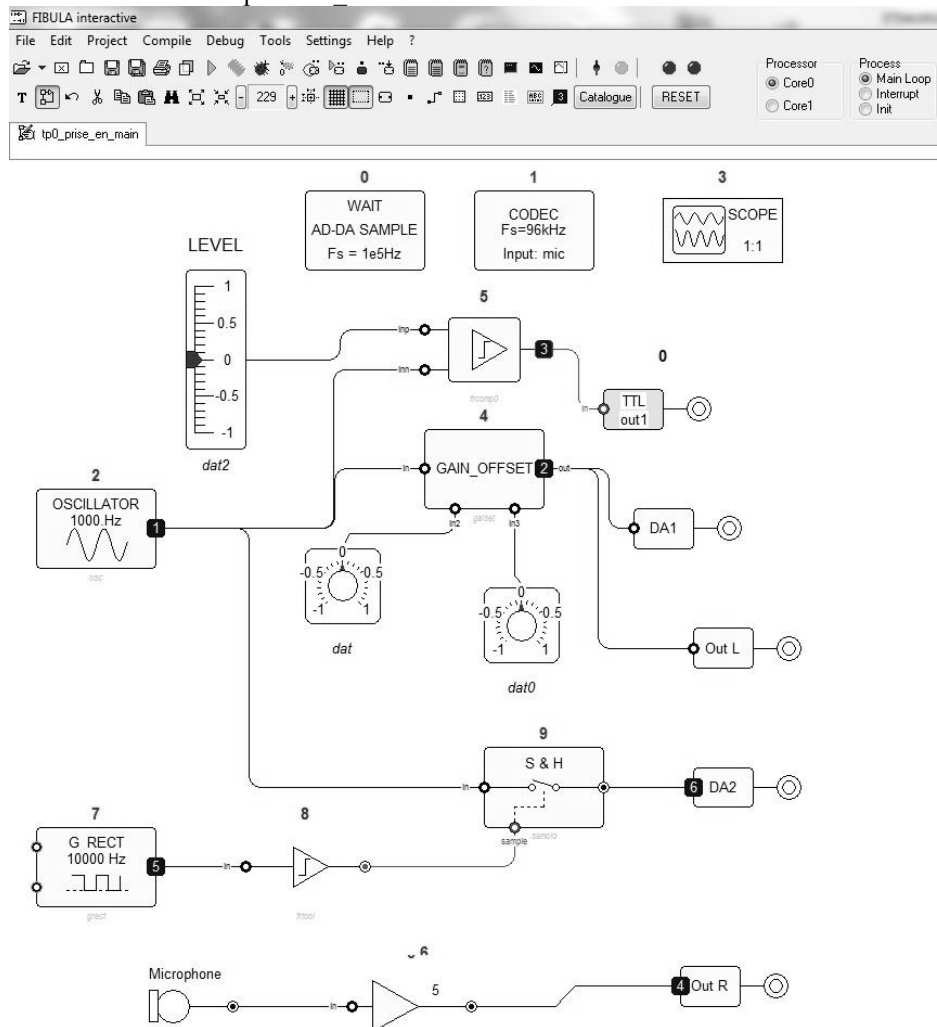 FIBULA interactive
File Edit Project Compile Debug Tools Settings Help ?
T 229 Catalogue RESET
Processor
Core0
Core1
Process
Main Loop
Interrupt
Init
tp0_prise_en_main
0
WAIT
AD-DA SAMPLE
Fs = 1e5Hz
1
CODEC
Fs=96kHz
Input: mic
3
SCOPE
1:1
LEVEL
1
0.5
0
-0.5
-1
dat2
5
inp
inn
3
frcomp0
0
in
TTL
out1
4
in GAIN_OFFSET 2 out
in2 in3
2
OSCILLATOR
1000.Hz
1
osc
0
-0.5 0.5
-1 1
dat
0
-0.5 0.5
-1 1
dat0
DA1
Out L
9
S & H
in
sample
6 DA2
7
G RECT
10000 Hz
5
grect
8
in
6
Microphone
in
5
4 Out R